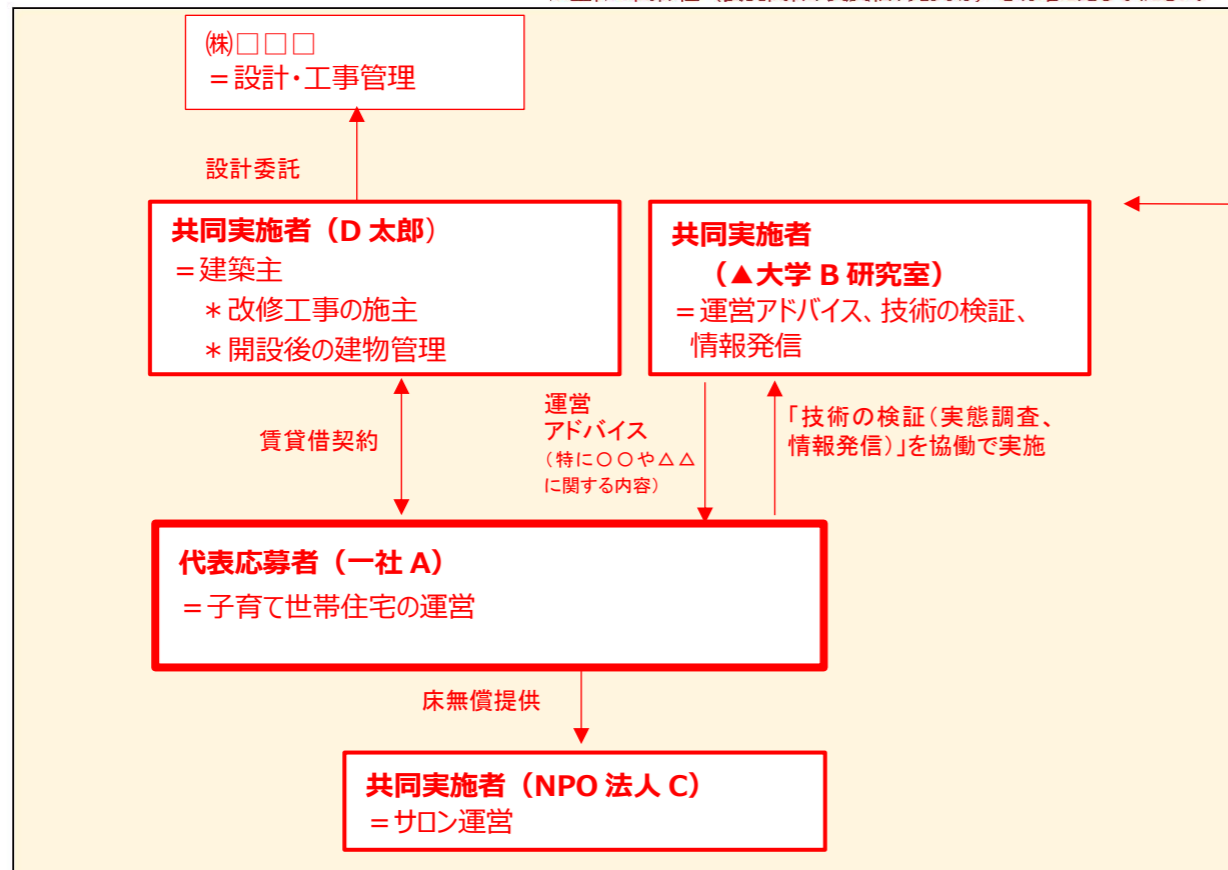 ㈱□□□
＝設計・工事管理
設計委託
共同実施者（D 太郎）
＝建築主
＊改修工事の施主
＊開設後の建物管理
共同実施者
（▲大学 B 研究室）
＝運営アドバイス、技術の検証、
情報発信
賃貸借契約
運営
アドバイス
（特に○○や△△
に関する内容）
「技術の検証（実態調査、
情報発信）」を協働で実施
代表応募者（一社 A）
＝子育て世帯住宅の運営
床無償提供
共同実施者（NPO 法人 C）
＝サロン運営